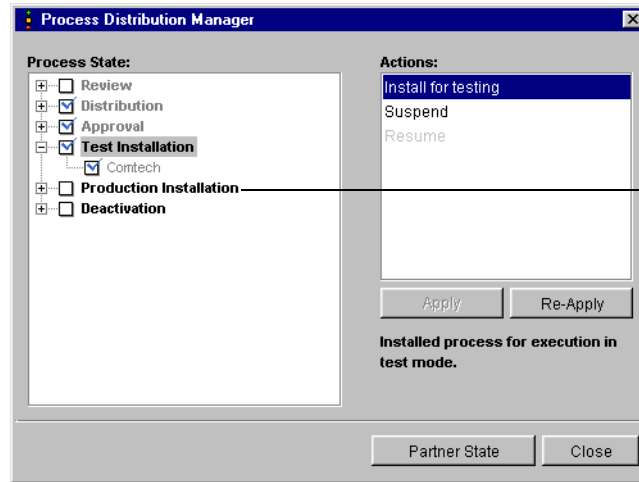 Process Distribution Manager
Process State:
Review
Distribution
Approval
Test Installation
Comtech
Production Installation
Deactivation
Actions:
Install for testing
Suspend
Resume
Apply
Re-Apply
Installed process for execution in
test mode.
Partner State
Close